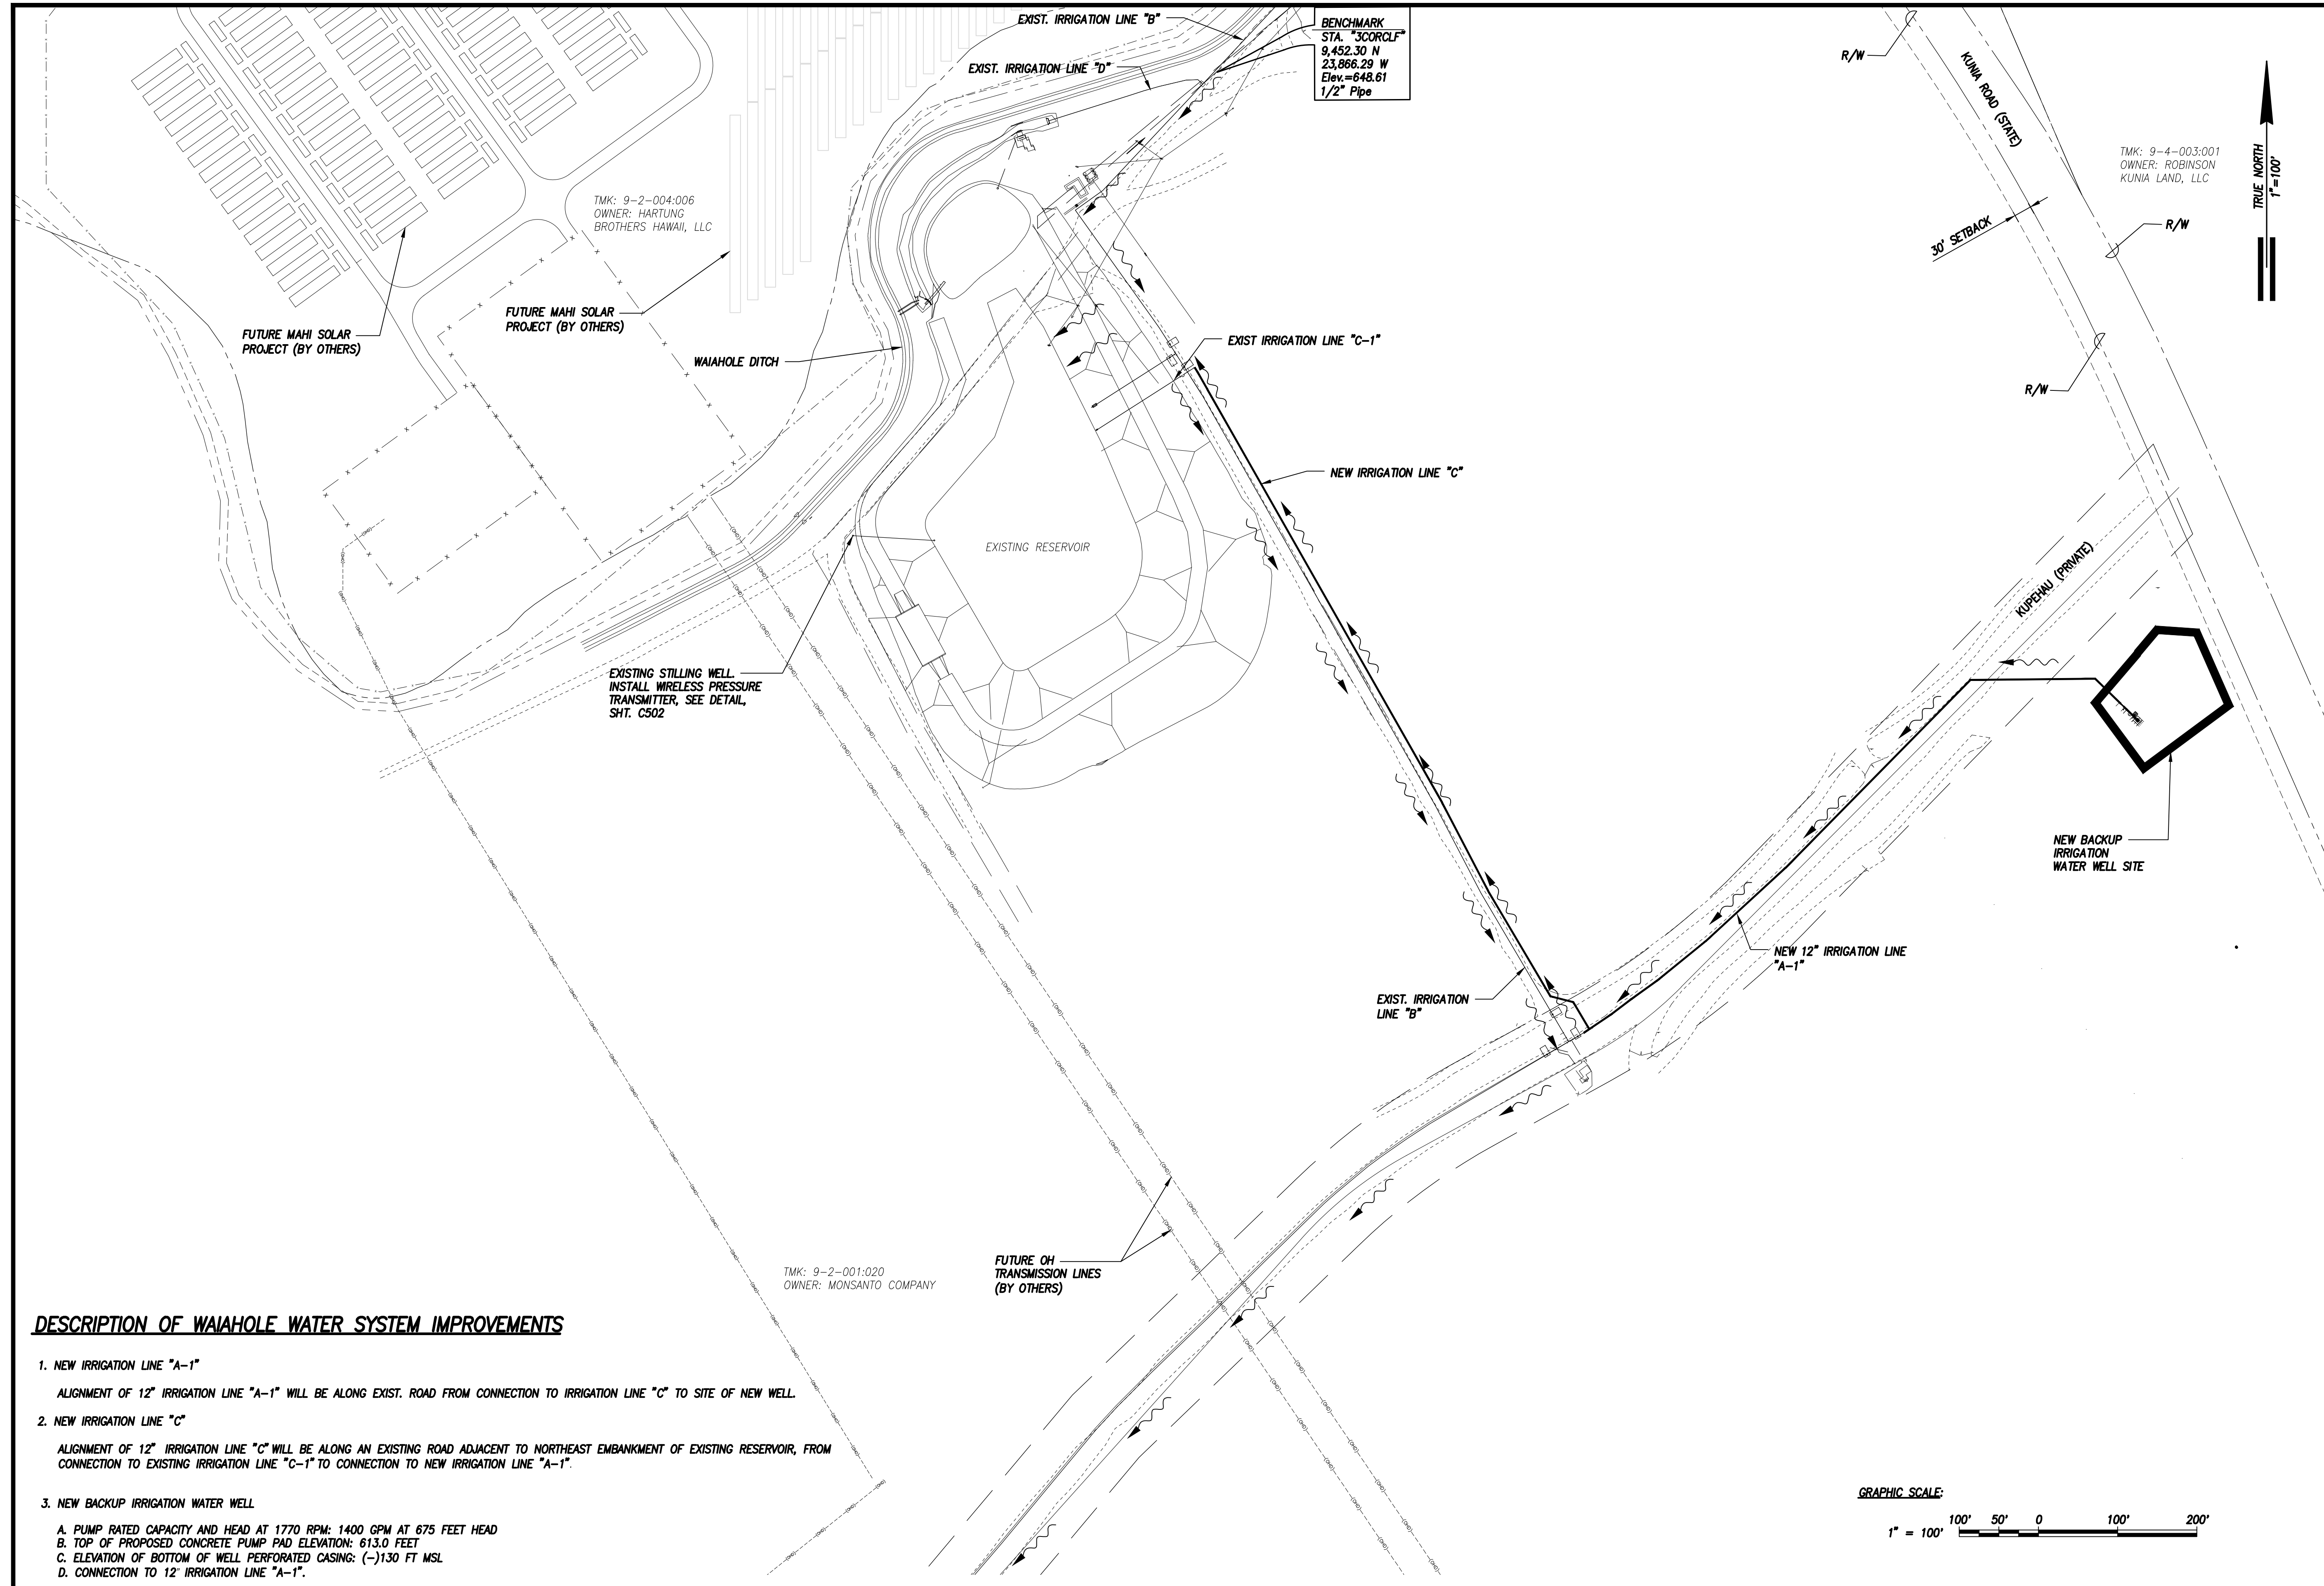 EXIST. IRRIGATION LINE "B"
BENCHMARK
STA. "3CORCLF"
9,452.30 N
23,866.29 W
Elev.=648.61
1/2" Pipe
EXIST. IRRIGATION LINE "D"
R/W
KUNIA ROAD (STATE)
TMK: 9-4-003:001
OWNER: ROBINSON
KUNIA LAND, LLC
TRUE NORTH
1"=100'
30' SETBACK
R/W
R/W
TMK: 9-2-004:006
OWNER: HARTUNG
BROTHERS HAWAII, LLC
FUTURE MAHI SOLAR
PROJECT (BY OTHERS)
FUTURE MAHI SOLAR
PROJECT (BY OTHERS)
WAIAHOLE DITCH
EXIST IRRIGATION LINE "C-1"
NEW IRRIGATION LINE "C"
EXISTING RESERVOIR
KUPEHAU (PRIVATE)
EXISTING STILLING WELL.
INSTALL WIRELESS PRESSURE
TRANSMITTER, SEE DETAIL,
SHT. C502
NEW BACKUP
IRRIGATION
WATER WELL SITE
NEW 12" IRRIGATION LINE
"A-1"
EXIST. IRRIGATION
LINE "B"
FUTURE OH
TRANSMISSION LINES
(BY OTHERS)
TMK: 9-2-001:020
OWNER: MONSANTO COMPANY
DESCRIPTION OF WAIAHOLE WATER SYSTEM IMPROVEMENTS
1. NEW IRRIGATION LINE "A-1"
ALIGNMENT OF 12" IRRIGATION LINE "A-1" WILL BE ALONG EXIST. ROAD FROM CONNECTION TO IRRIGATION LINE "C" TO SITE OF NEW WELL.
2. NEW IRRIGATION LINE "C"
ALIGNMENT OF 12" IRRIGATION LINE "C" WILL BE ALONG AN EXISTING ROAD ADJACENT TO NORTHEAST EMBANKMENT OF EXISTING RESERVOIR, FROM
CONNECTION TO EXISTING IRRIGATION LINE "C-1" TO CONNECTION TO NEW IRRIGATION LINE "A-1".
3. NEW BACKUP IRRIGATION WATER WELL
A. PUMP RATED CAPACITY AND HEAD AT 1770 RPM: 1400 GPM AT 675 FEET HEAD
B. TOP OF PROPOSED CONCRETE PUMP PAD ELEVATION: 613.0 FEET
C. ELEVATION OF BOTTOM OF WELL PERFORATED CASING: (-)130 FT MSL
D. CONNECTION TO 12" IRRIGATION LINE "A-1".
GRAPHIC SCALE:
100' 50' 0 100' 200'
1" = 100'